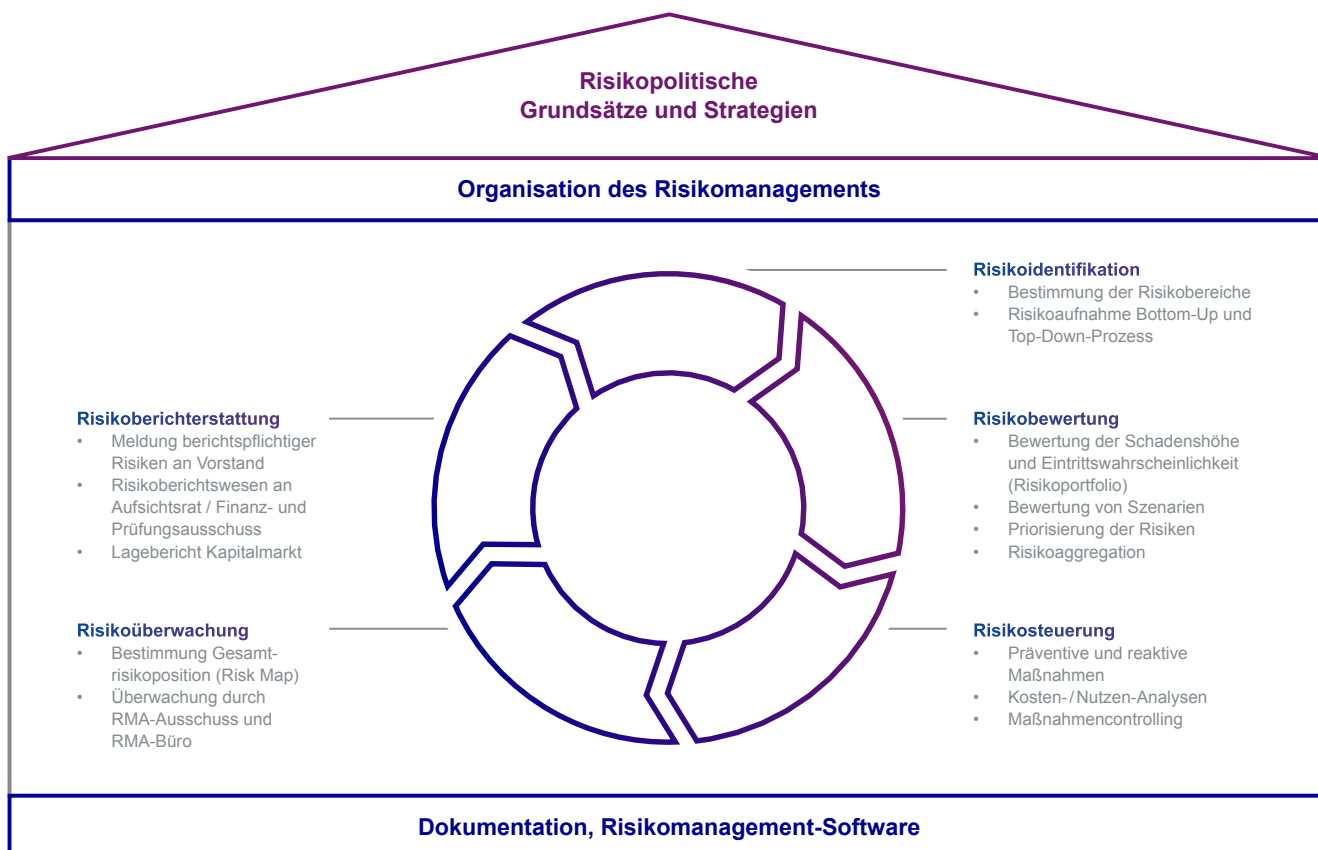 Risikopolitische
Grundsätze und Strategien
Organisation des Risikomanagements
Risikoidentifikation
• Bestimmung der Risikobereiche
• Risikoaufnahme Bottom-Up und
Top-Down-Prozess
Risikobewertung
• Bewertung der Schadenshöhe
und Eintrittswahrscheinlichkeit
(Risikoportfolio)
• Bewertung von Szenarien
• Priorisierung der Risiken
• Risikoaggregation
Risikosteuerung
• Präventive und reaktive
Maßnahmen
• Kosten-/Nutzen-Analysen
• Maßnahmencontrolling
Risikoüberwachung
• Bestimmung Gesamt-
risikoposition (Risk Map)
• Überwachung durch
RMA-Ausschuss und
RMA-Büro
Risikoberichterstattung
• Meldung berichtspflichtiger
Risiken an Vorstand
• Risikoberichtswesen an
Aufsichtsrat / Finanz- und
Prüfungsausschuss
• Lagebericht Kapitalmarkt
Dokumentation, Risikomanagement-Software